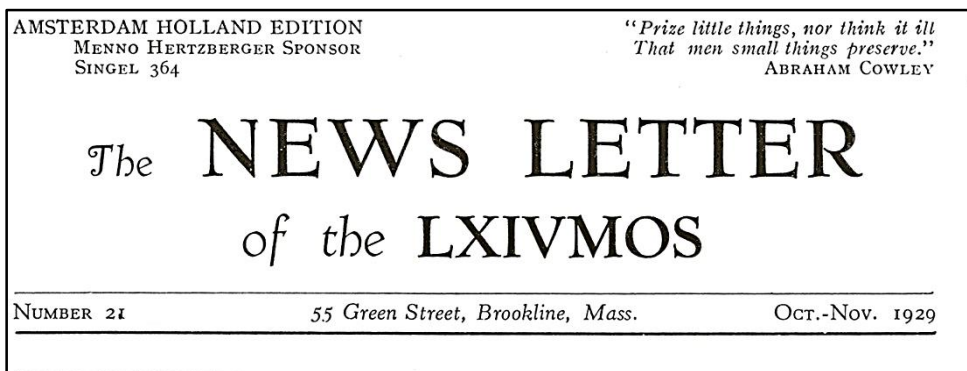 AMSTERDAM HOLLAND EDITION
MENNO HERTZBERGER SPONSOR
SINGEL 364
"Prize little things, nor think it ill
That men small things preserve."
ABRAHAM COWLEY
The NEWS LETTER
of the LXIVMOS
NUMBER 21 55 Green Street, Brookline, Mass. OCT.-NOV. 1929